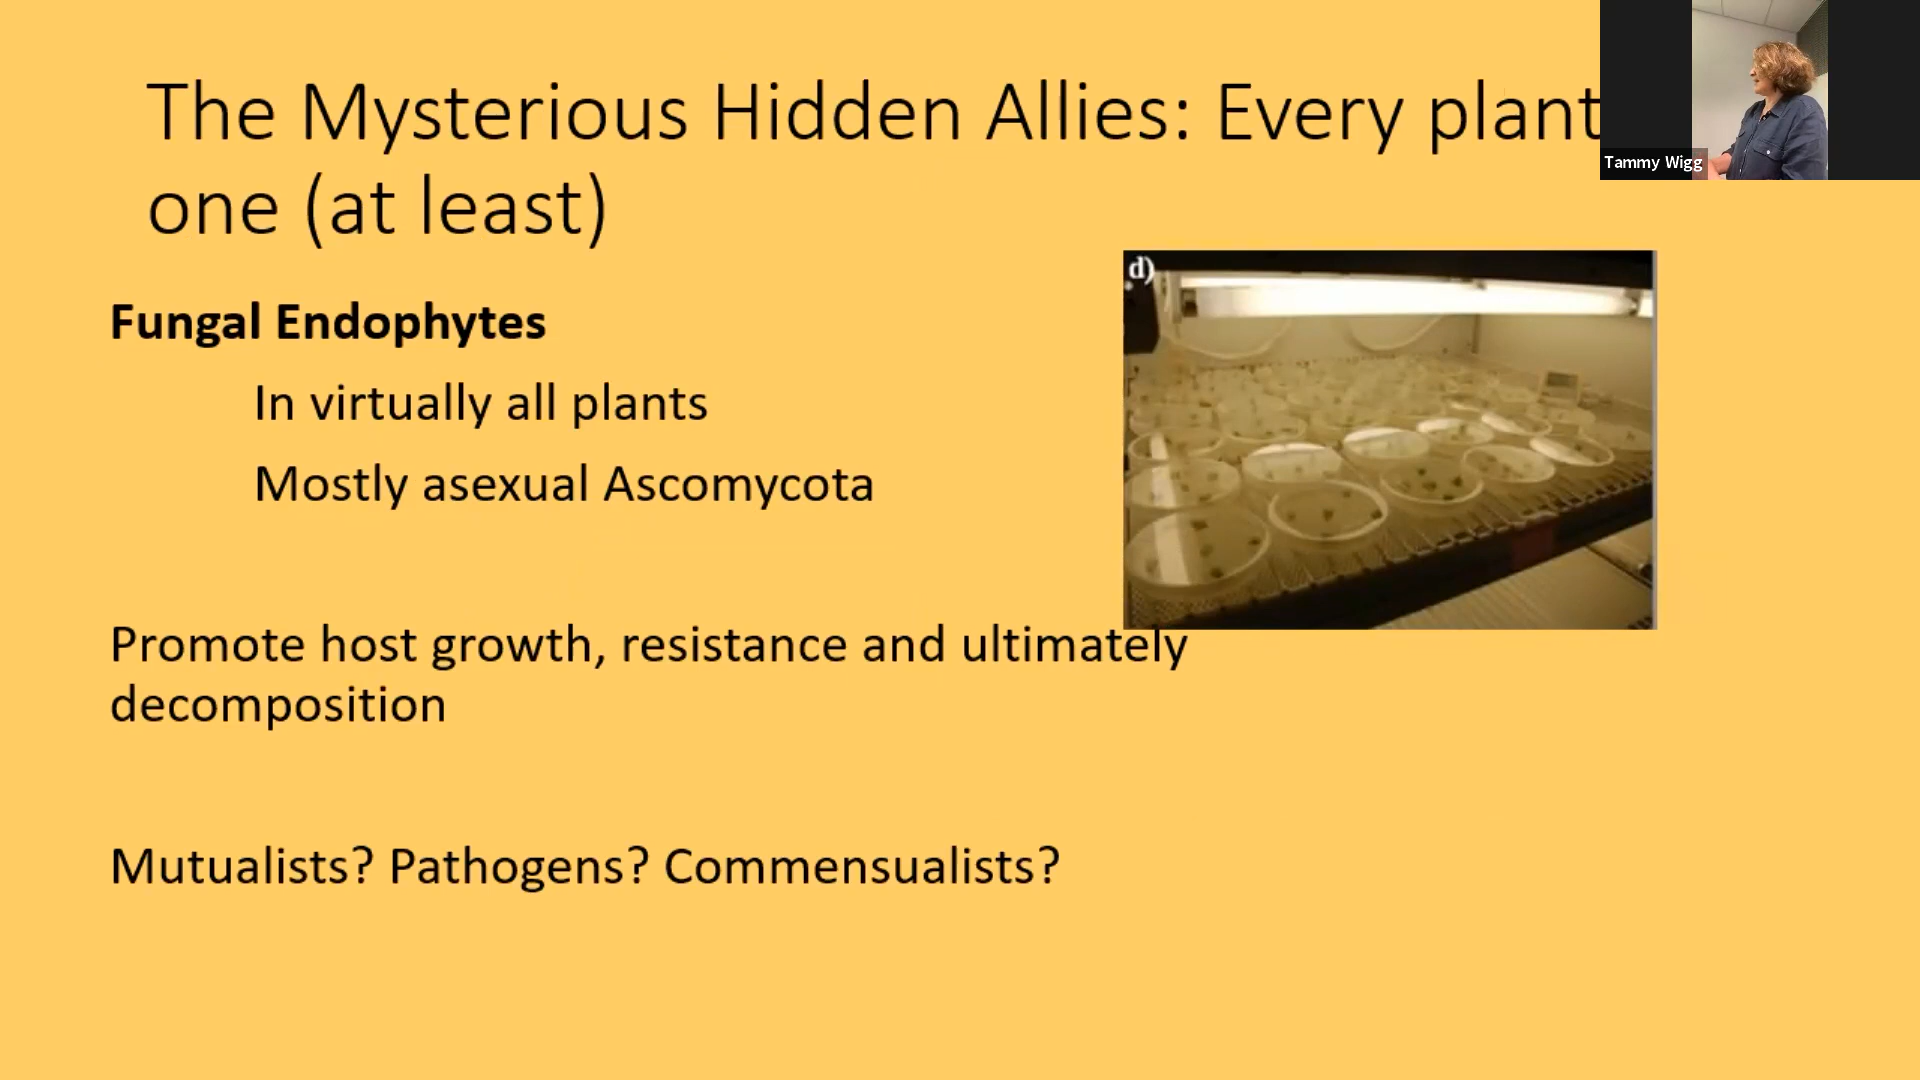 The Mysterious Hidden Allies: Every plant
one (at least)
Tammy Wigg
d)
Fungal Endophytes
In virtually all plants
Mostly asexual Ascomycota
Promote host growth, resistance and ultimately
decomposition
Mutualists? Pathogens? Commensualists?